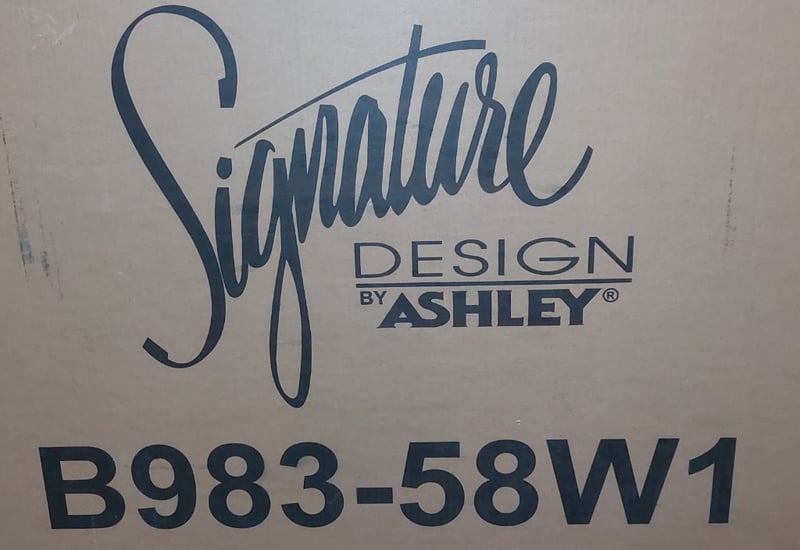 Signature
DESIGN
BY ASHLEY®
B983-58W1